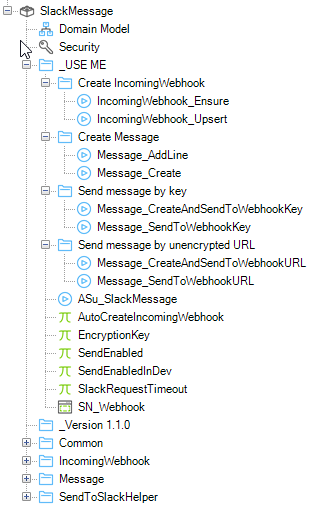 SlackMessage
Domain Model
Security
_USE ME
Create IncomingWebhook
IncomingWebhook_Ensure
IncomingWebhook_Upsert
Create Message
Message_AddLine
Message_Create
Send message by key
Message_CreateAndSendToWebhookKey
Message_SendToWebhookKey
Send message by unencrypted URL
Message_CreateAndSendToWebhookURL
Message_SendToWebhookURL
ASu_SlackMessage
AutoCreateIncomingWebhook
EncryptionKey
SendEnabled
SendEnabledInDev
SlackRequestTimeout
SN_Webhook
_Version 1.1.0
Common
IncomingWebhook
Message
SendToSlackHelper